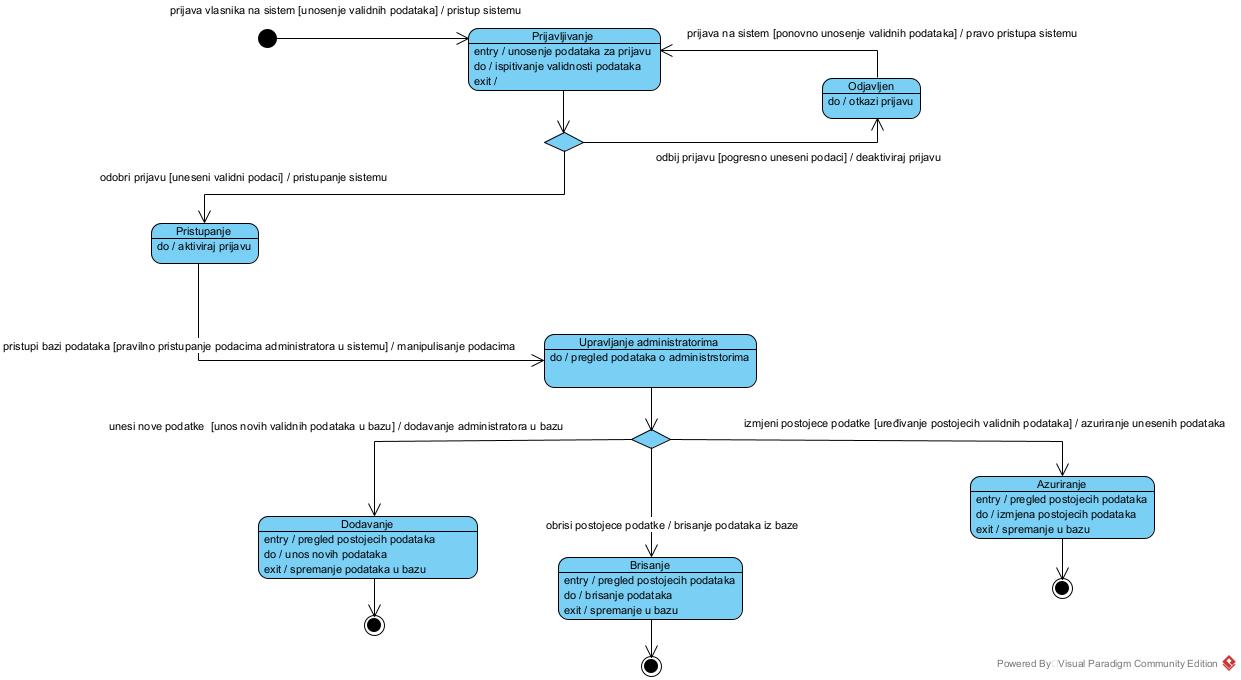 prijava vlasnika na sistem [unosenje validnih podataka] / pristup sistemu
Prijavljivanje
entry / unosenje podataka za prijavu
do / ispitivanje validnosti podataka
exit /
prijava na sistem [ponovno unosenje validnih podataka] / pravo pristupa sistemu
Odjavljen
do / otkazi prijavu
odbij prijavu [pogresno uneseni podaci] / deaktiviraj prijavu
odobri prijavu [uneseni validni podaci] / pristupanje sistemu
Pristupanje
do / aktiviraj prijavu
pristupi bazi podataka [pravilno pristupanje podacima administratora u sistemu] / manipulisanje podacima
Upravljanje administratorima
do / pregled podataka o administrstorima
unesi nove podatke [unos novih validnih podataka u bazu] / dodavanje administratora u bazu
izmjeni postojece podatke [uređivanje postojecih validnih podataka] / azuriranje unesenih podataka
Azuriranje
entry / pregled postojecih podataka
do / izmjena postojecih podataka
exit / spremanje u bazu
Dodavanje
entry / pregled postojecih podataka
do / unos novih podataka
exit / spremanje podataka u bazu
obrisi postojece podatke / brisanje podataka iz baze
Brisanje
entry / pregled postojecih podataka
do / brisanje podataka
exit / spremanje u bazu
Powered By Visual Paradigm Community Edition